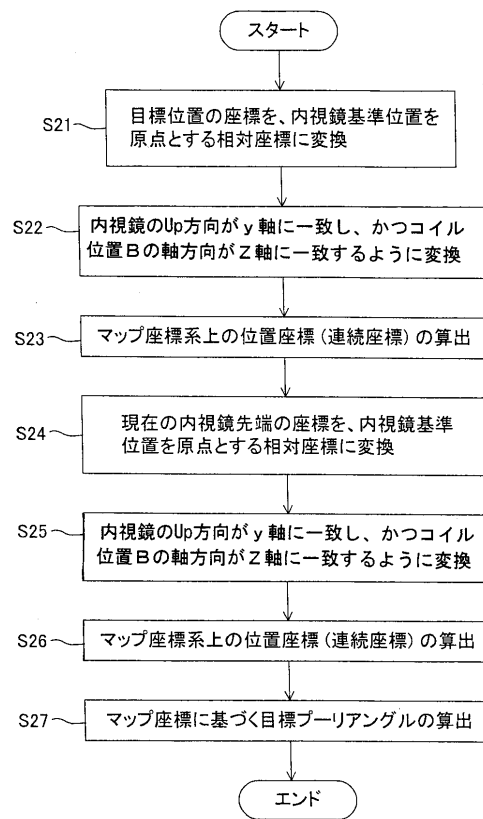 スタート
S21
目標位置の座標を、内視鏡基準位置を
原点とする相対座標に変換
S22
内視鏡のUp方向がy軸に一致し、かつコイル
位置Bの軸方向がZ軸に一致するように変換
S23
マップ座標系上の位置座標(連続座標)の算出
S24
現在の内視鏡先端の座標を、内視鏡基準
位置を原点とする相対座標に変換
S25
内視鏡のUp方向がy軸に一致し、かつコイル
位置Bの軸方向がZ軸に一致するように変換
S26
マップ座標系上の位置座標(連続座標)の算出
S27
マップ座標に基づく目標プーリアングルの算出
エンド